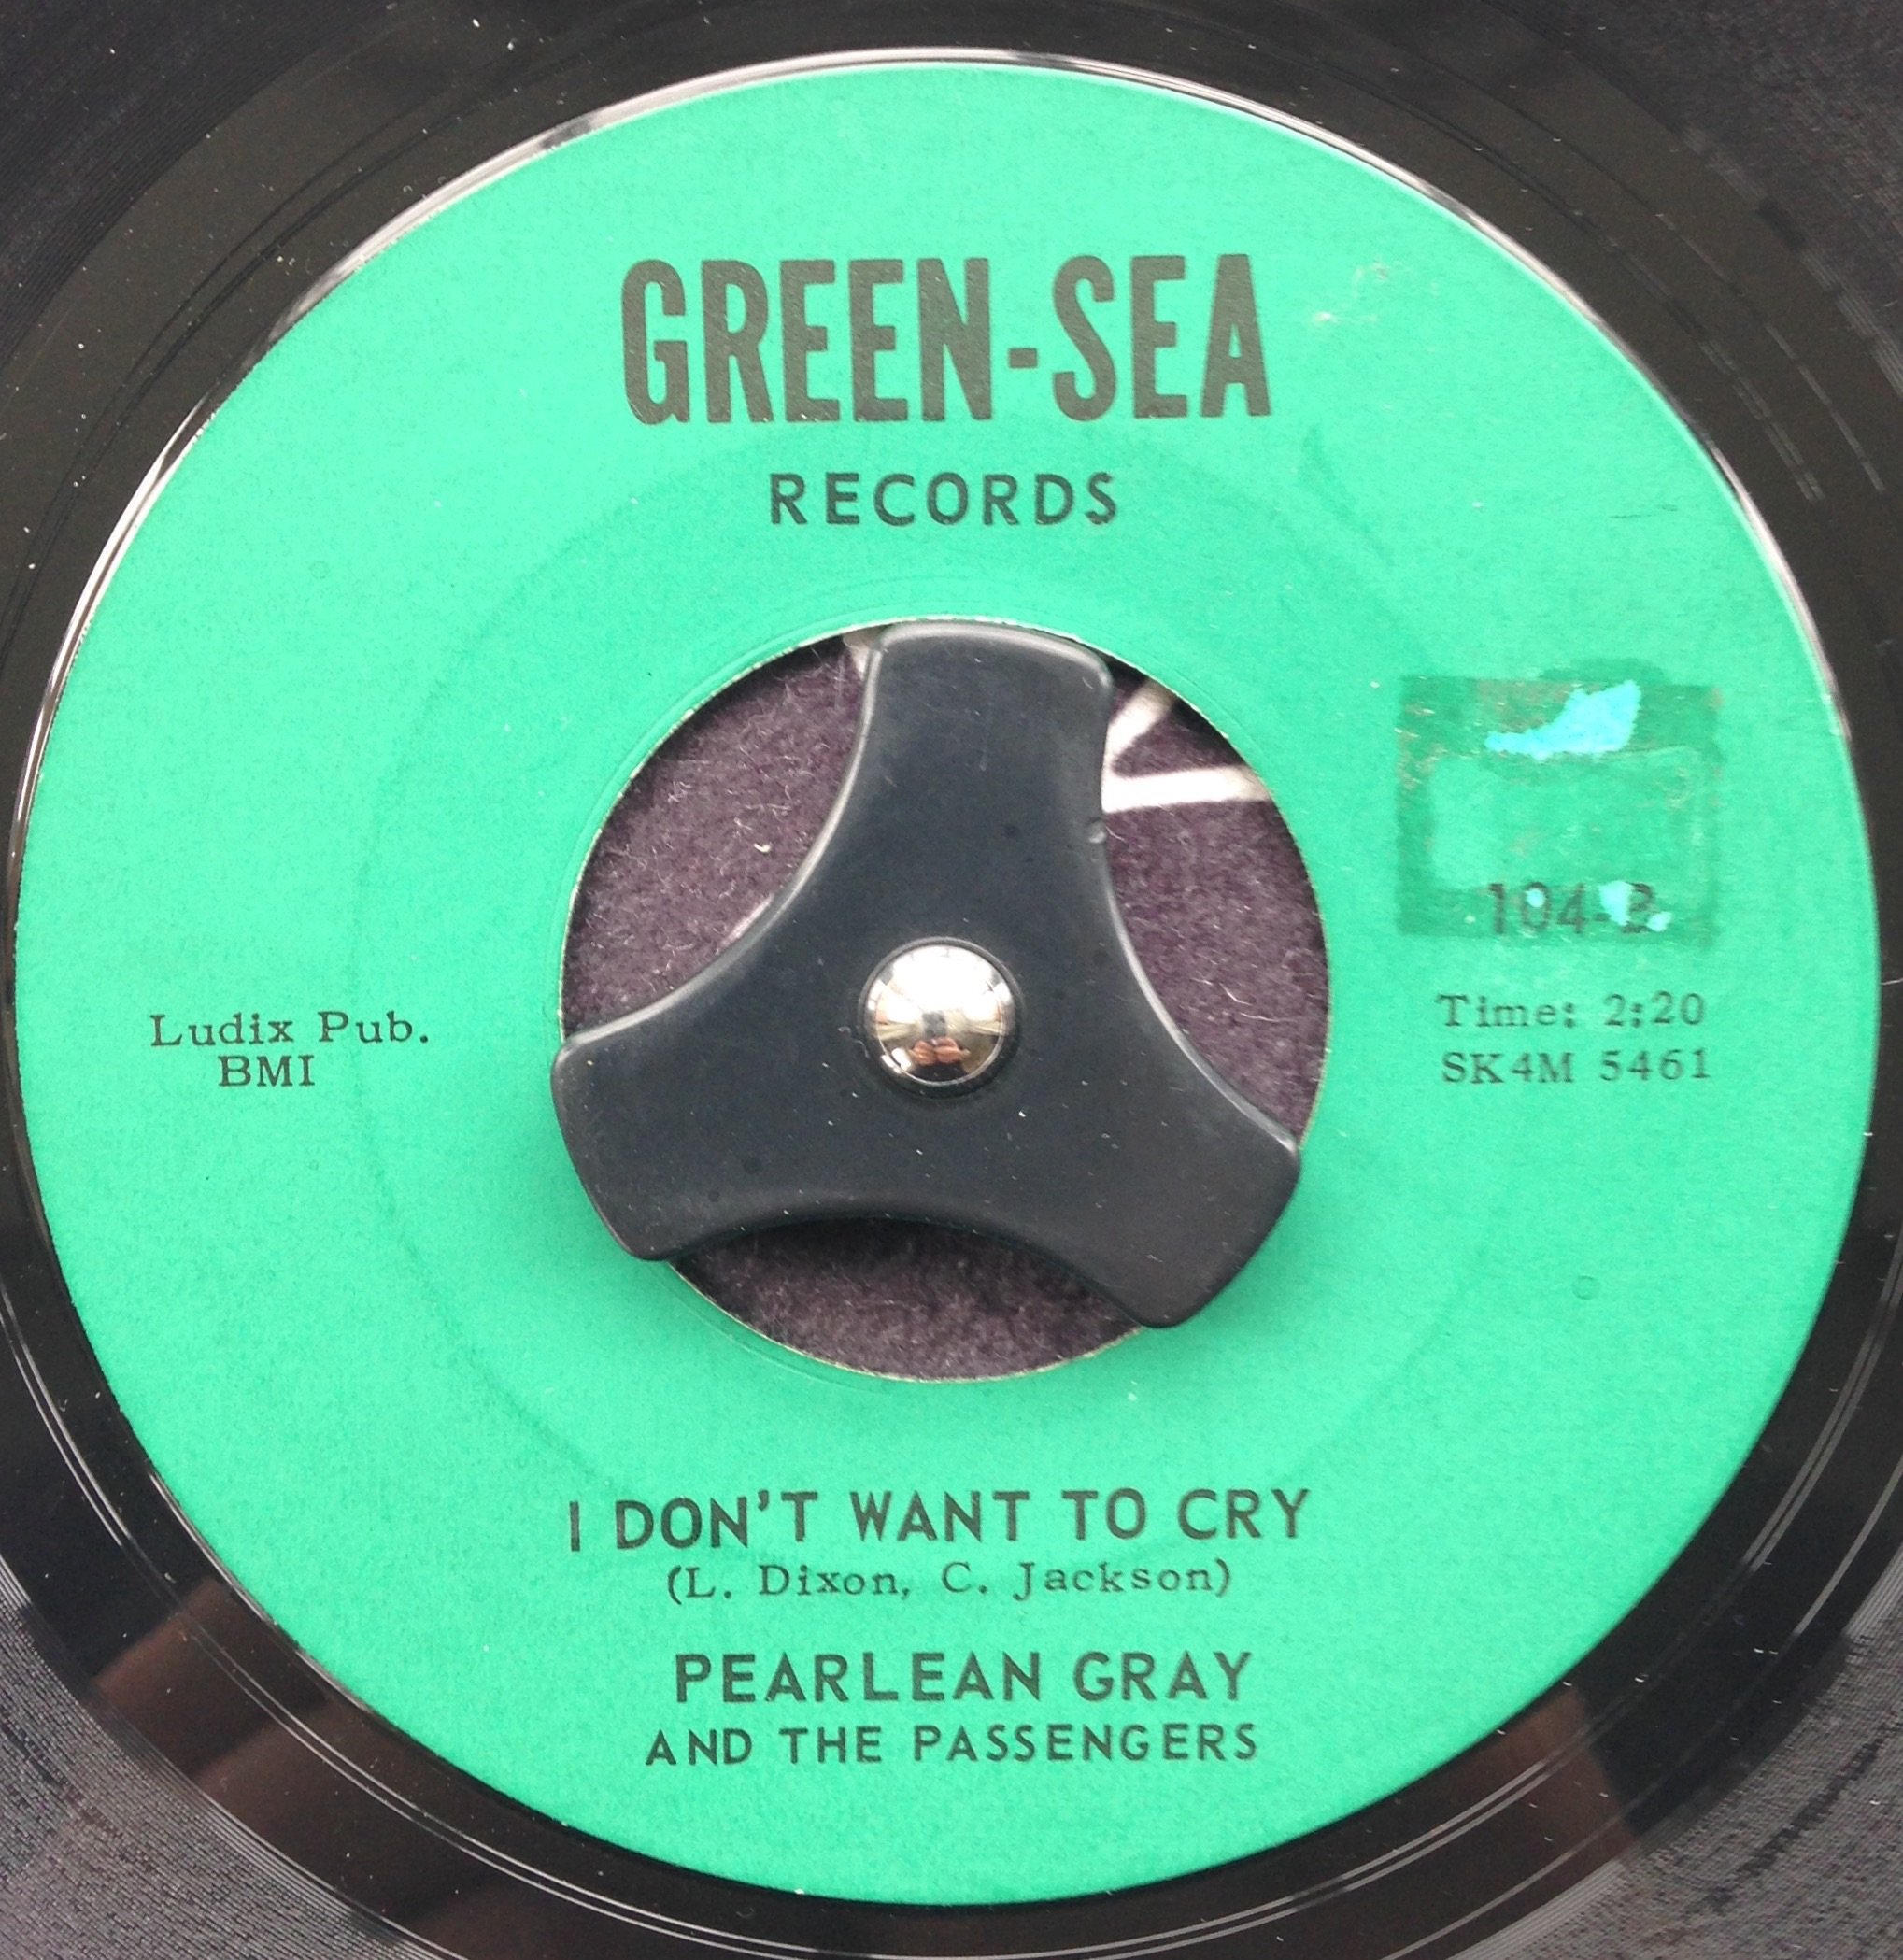 GREEN-SEA
RECORDS
104-B
Ludix Pub.
BMI
Time: 2:20
SK4M 5461
I DON'T WANT TO CRY
(L. Dixon, C. Jackson)
PEARLEAN GRAY
AND THE PASSENGERS